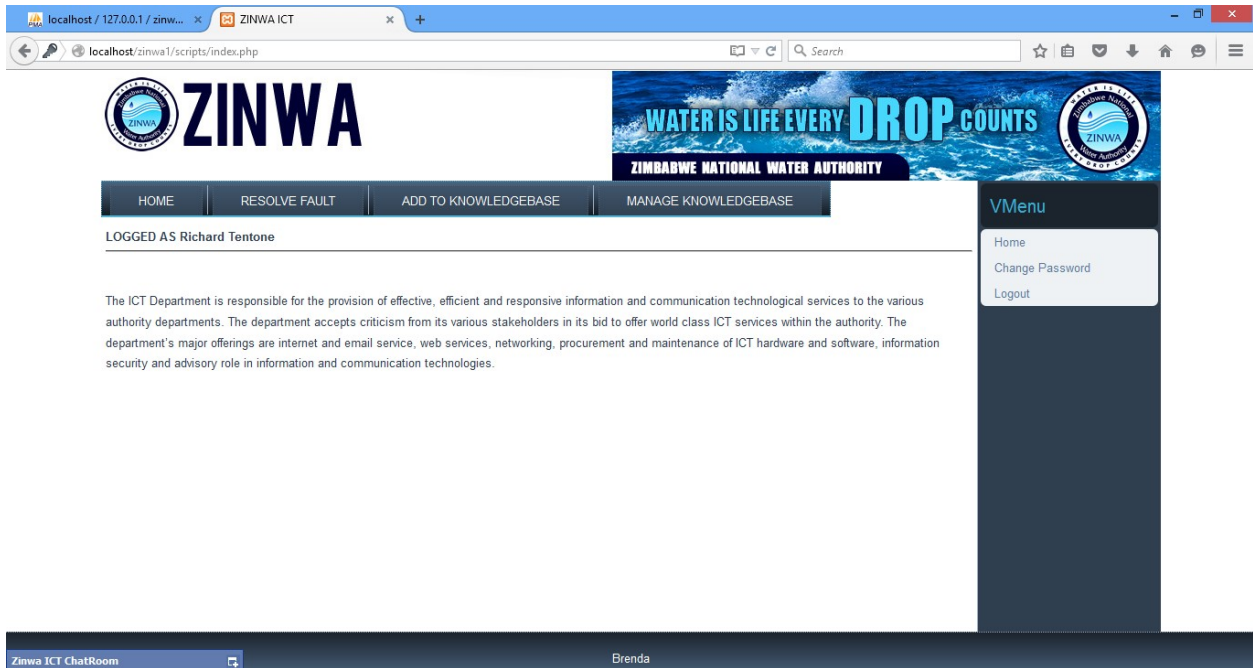 localhost / 127.0.0.1 / zinw...
ZINWA ICT
localhost/zinwa1/scripts/index.php
Search
ZINWA
ZINWA
WATER IS LIFE EVERY DROP COUNTS
ZIMBABWE NATIONAL WATER AUTHORITY
ZINWA
HOME RESOLVE FAULT ADD TO KNOWLEDGEBASE MANAGE KNOWLEDGEBASE
VMenu
LOGGED AS Richard Tentone
Home
Change Password
Logout
The ICT Department is responsible for the provision of effective, efficient and responsive information and communication technological services to the various
authority departments. The department accepts criticism from its various stakeholders in its bid to offer world class ICT services within the authority. The
department's major offerings are internet and email service, web services, networking, procurement and maintenance of ICT hardware and software, information
security and advisory role in information and communication technologies.
Zinwa ICT ChatRoom
Brenda